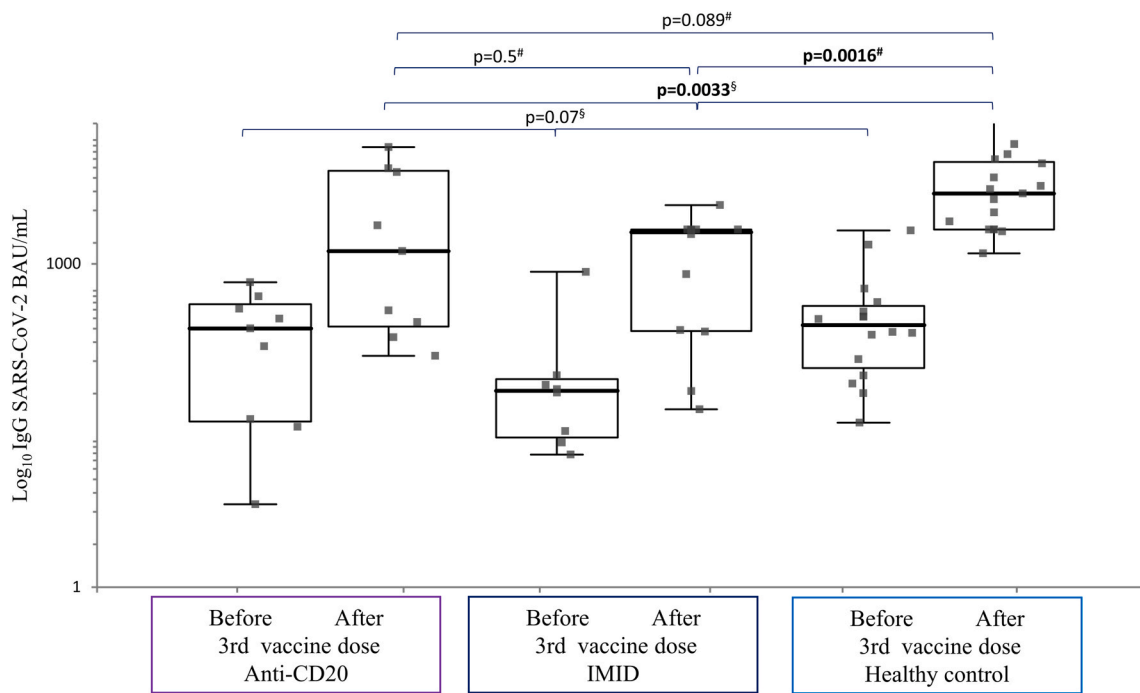 p=0.089#
p=0.5#
p=0.0016#
p=0.0033§
p=0.07§
Log₁₀ IgG SARS-CoV-2 BAU/mL
1000
1
Before After
3rd vaccine dose
Anti-CD20
Before After
3rd vaccine dose
IMID
Before After
3rd vaccine dose
Healthy control